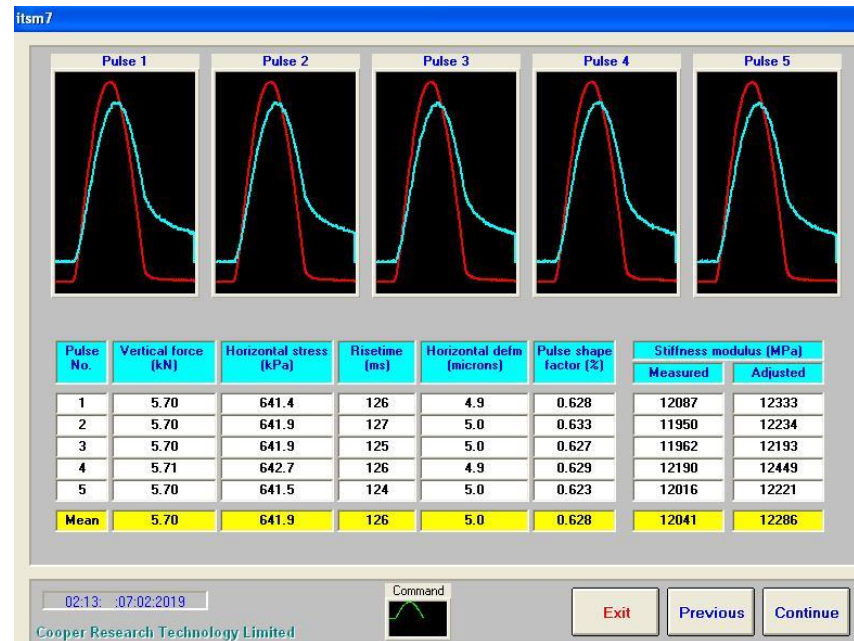 itsm7
Pulse 1 Pulse 2 Pulse 3 Pulse 4 Pulse 5
Pulse No. Vertical force (kN) Horizontal stress (kPa) Risetime (ms) Horizontal defm (microns) Pulse shape factor (%) Stiffness modulus (MPa)
Measured Adjusted
1 5.70 641.4 126 4.9 0.628 12087 12333
2 5.70 641.9 127 5.0 0.633 11950 12234
3 5.70 641.9 125 5.0 0.627 11962 12193
4 5.71 642.7 126 4.9 0.629 12190 12449
5 5.70 641.5 124 5.0 0.623 12016 12221
Mean 5.70 641.9 126 5.0 0.628 12041 12286
02:13: :07:02:2019
Command
Exit Previous Continue
Cooper Research Technology Limited